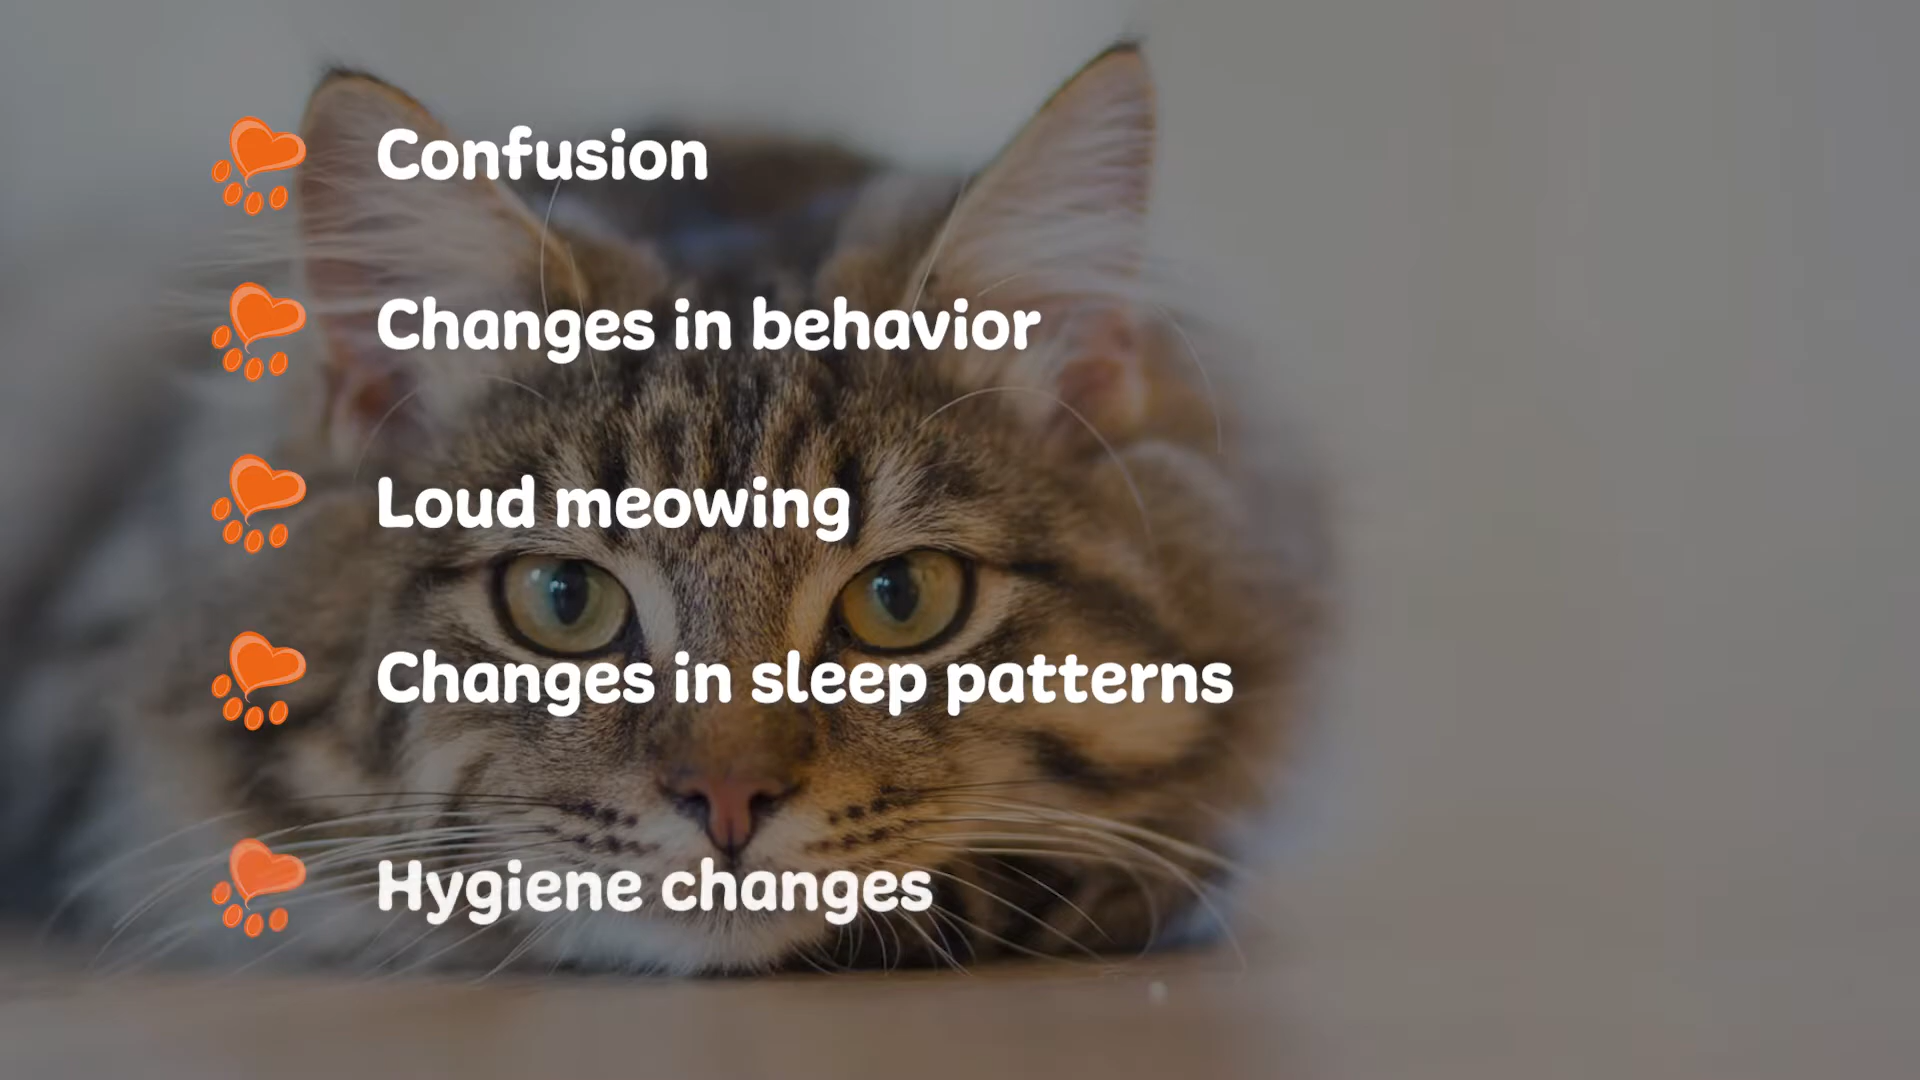 Confusion
Changes in behavior
Loud meowing
Changes in sleep patterns
Hygiene changes